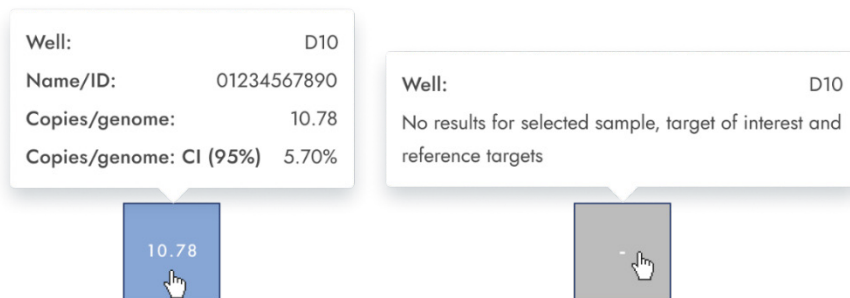 Well: D10
Name/ID: 01234567890
Copies/genome: 10.78
Copies/genome: CI (95%) 5.70%
10.78
Well: D10
No results for selected sample, target of interest and
reference targets
-